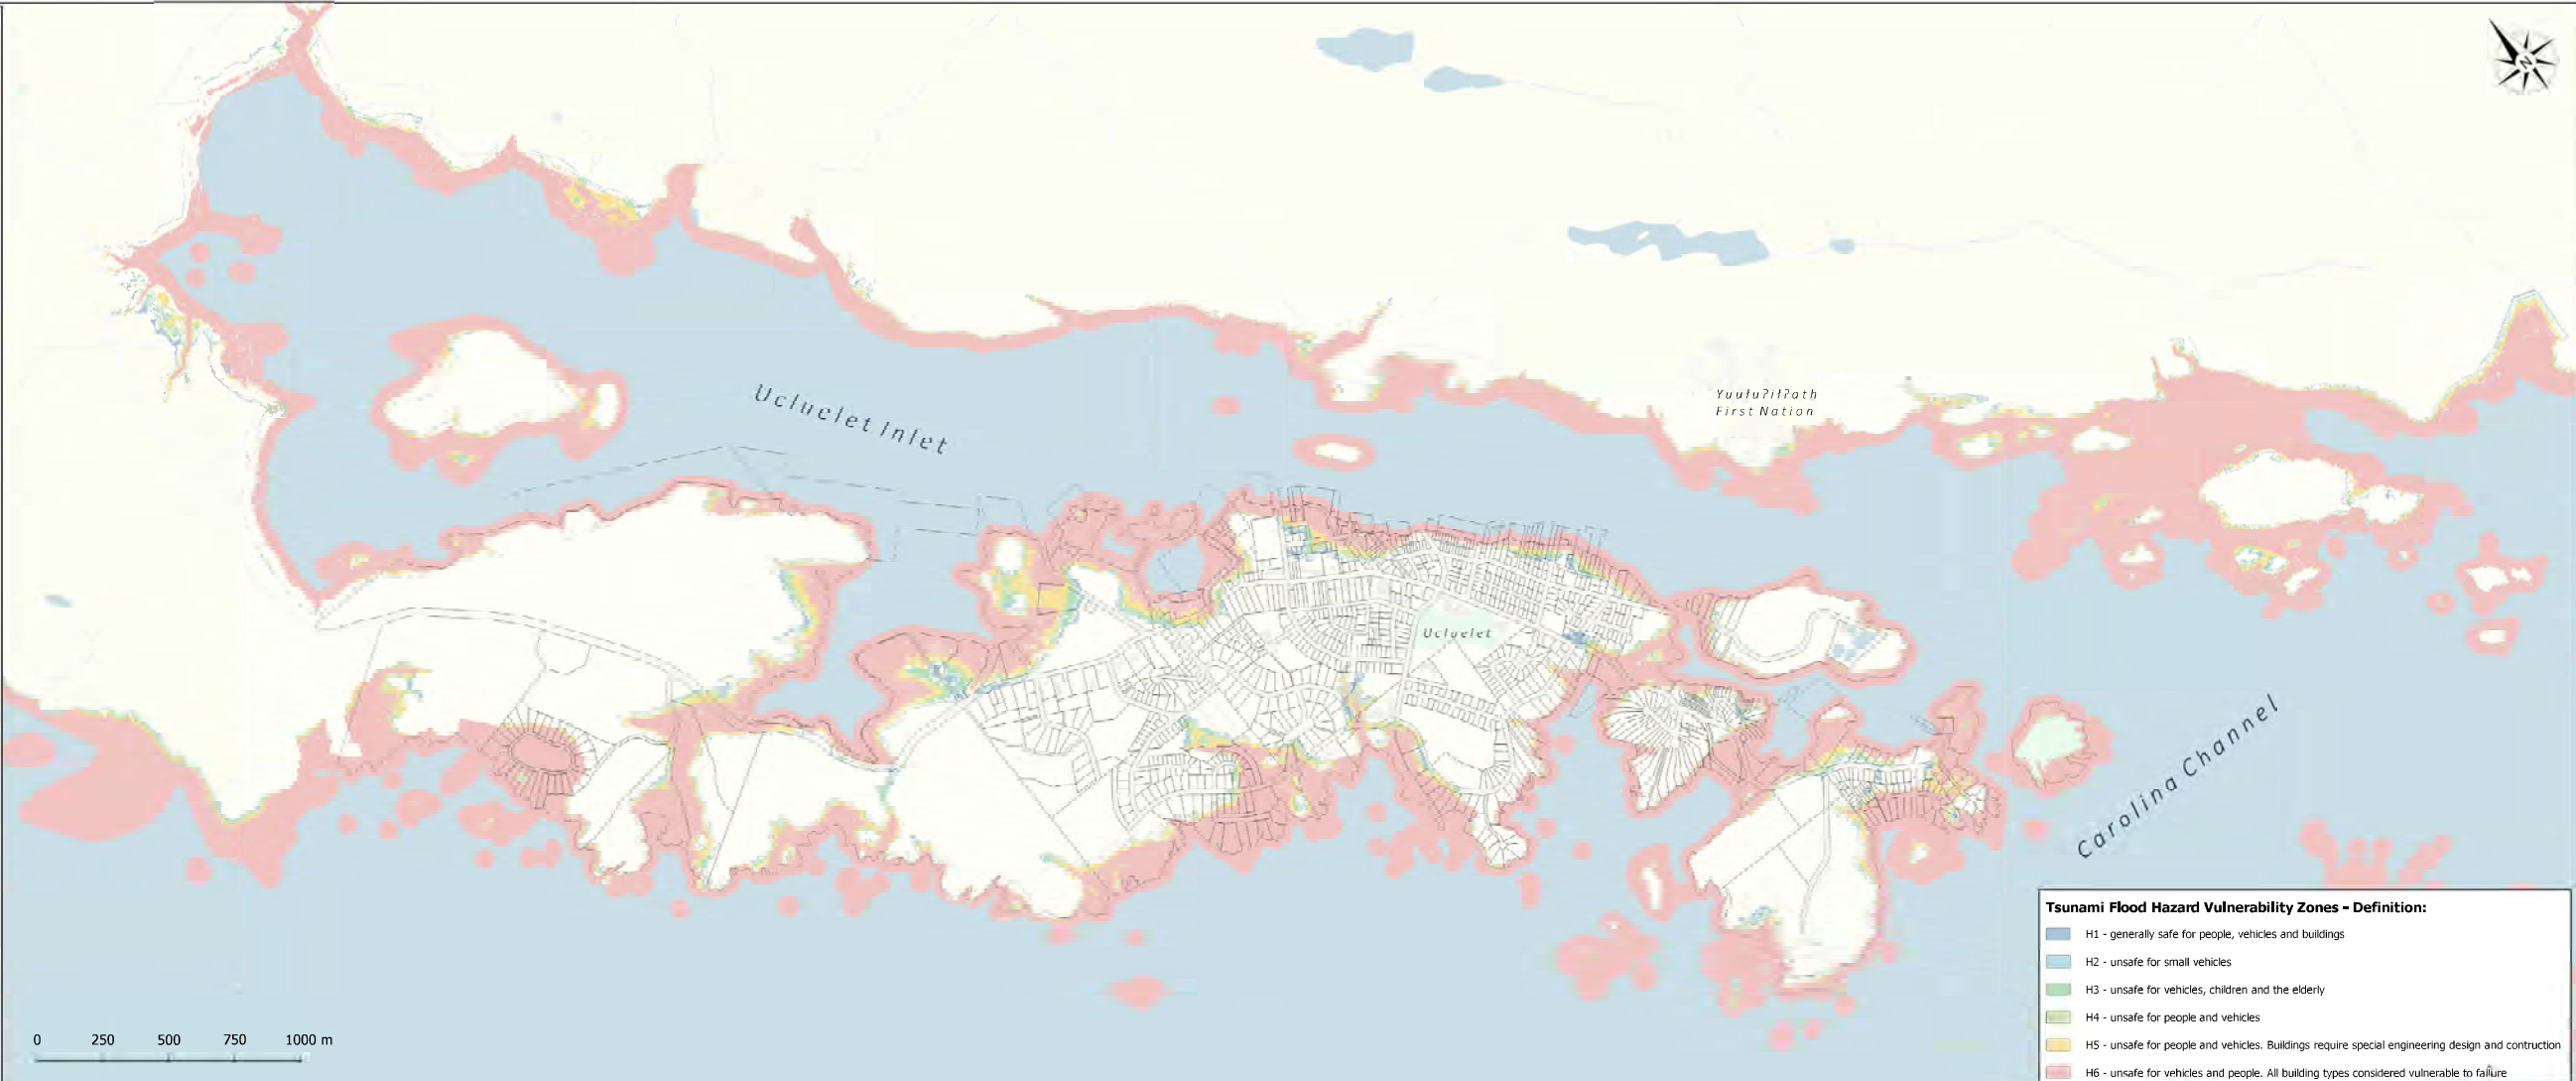 N
Ucluelet Inlet
Yuułuʔiłʔatḥ
First Nation
Ucluelet
Carolina Channel
Tsunami Flood Hazard Vulnerability Zones - Definition:
H1 - generally safe for people, vehicles and buildings
H2 - unsafe for small vehicles
H3 - unsafe for vehicles, children and the elderly
H4 - unsafe for people and vehicles
H5 - unsafe for people and vehicles. Buildings require special engineering design and contruction
H6 - unsafe for vehicles and people. All building types considered vulnerable to failure
0 250 500 750 1000 m